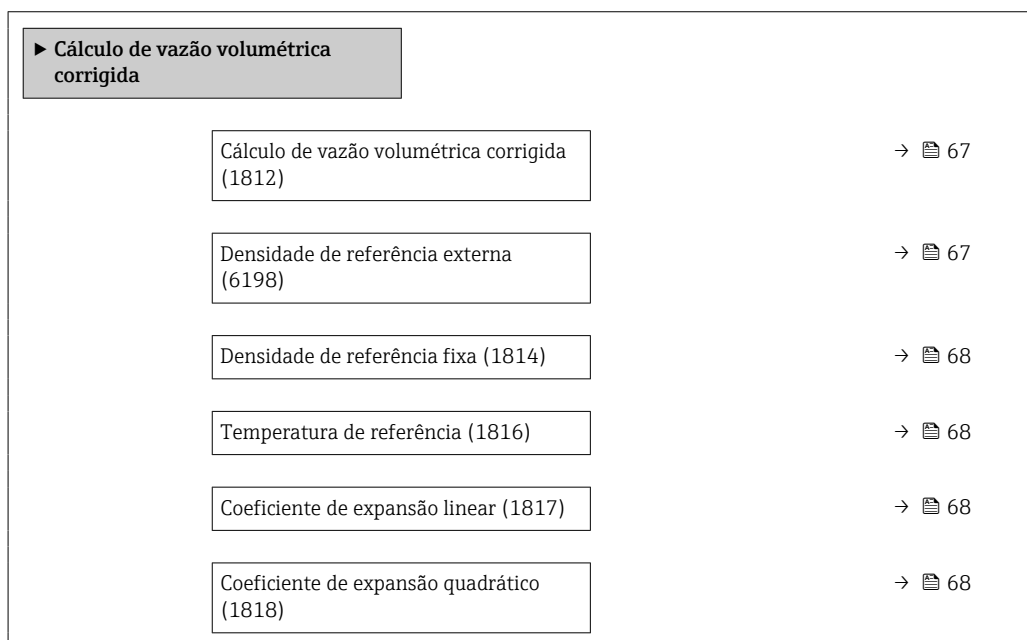 ▶ Cálculo de vazão volumétrica
corrigida
Cálculo de vazão volumétrica corrigida
(1812)
→ 67
Densidade de referência externa
(6198)
→ 67
Densidade de referência fixa (1814)
→ 68
Temperatura de referência (1816)
→ 68
Coeficiente de expansão linear (1817)
→ 68
Coeficiente de expansão quadrático
(1818)
→ 68